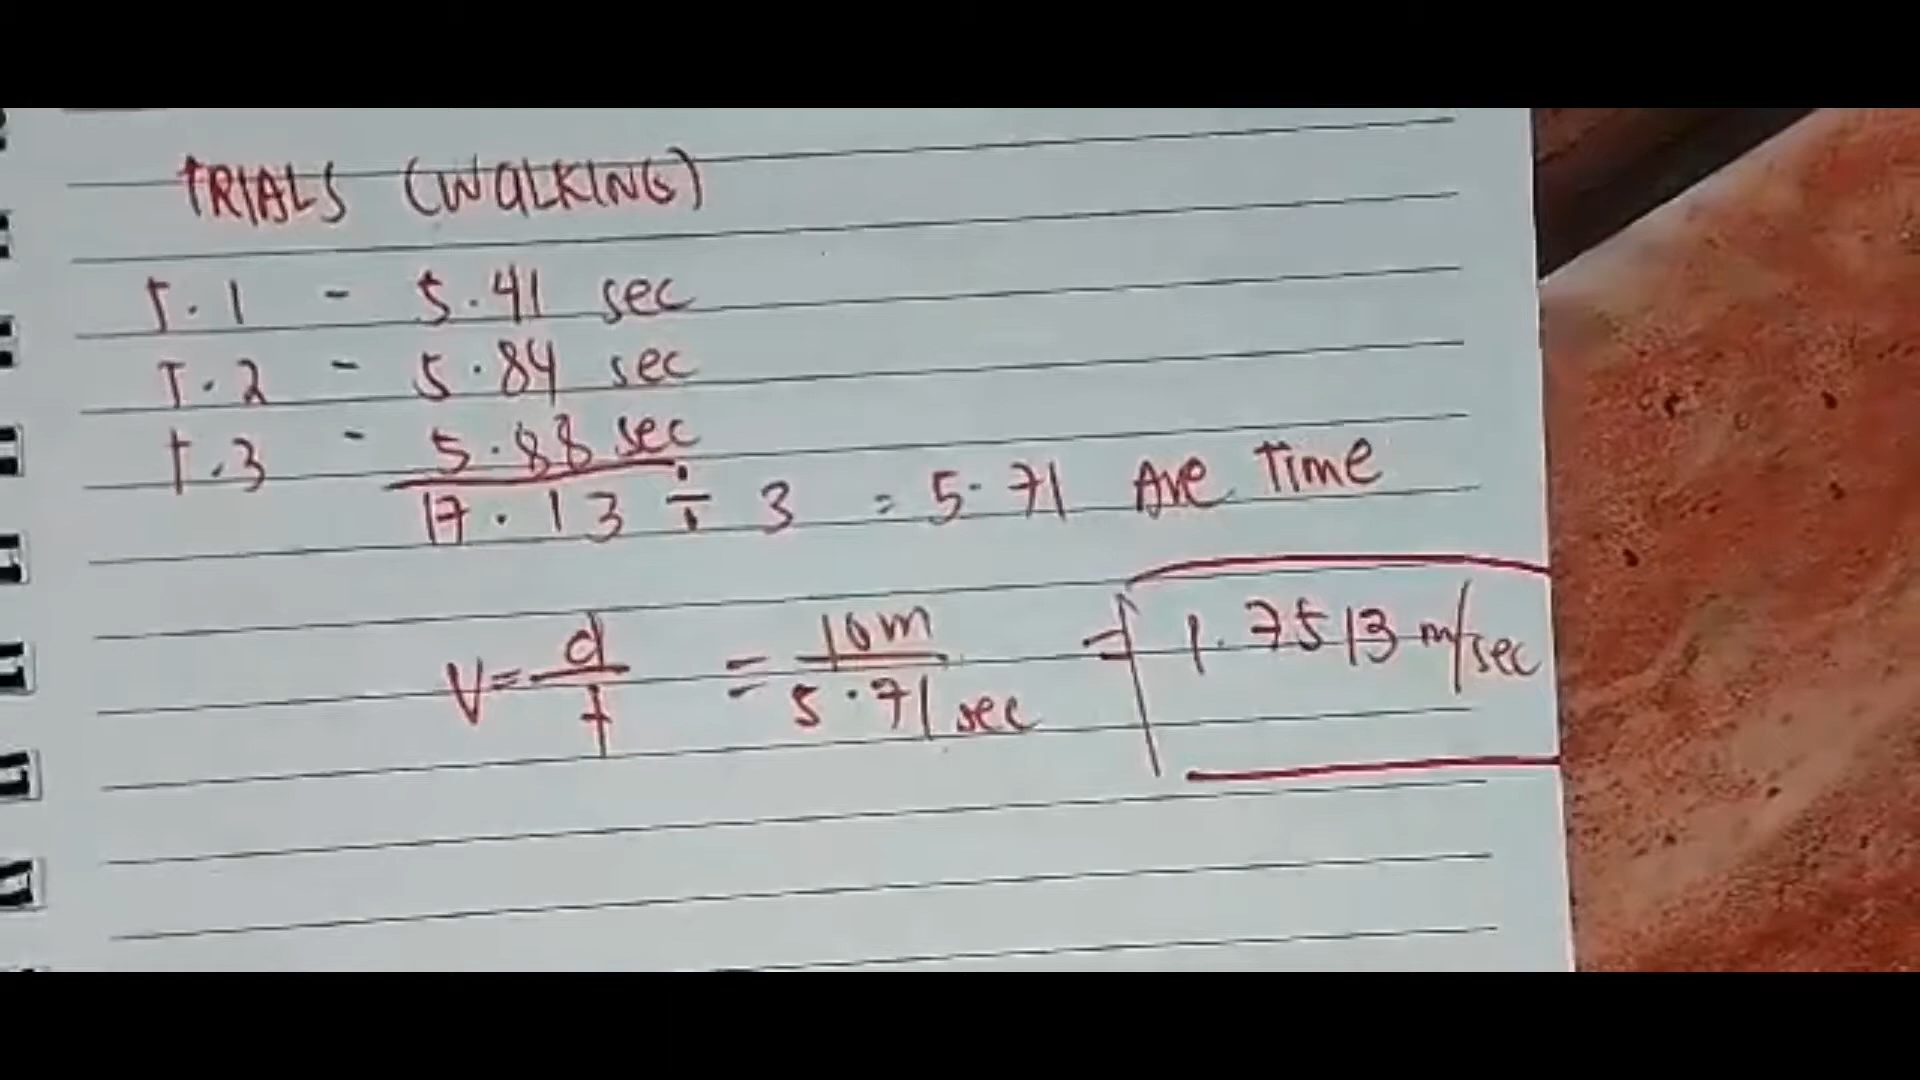 TRIALS (WALKING)
T.1 - 5.41 sec
T.2 - 5.84 sec
T.3 - 5.88 sec
17.13 ÷ 3 = 5.71 Ave Time
V = d/t = 10m/5.71 sec = 1.7513 m/sec